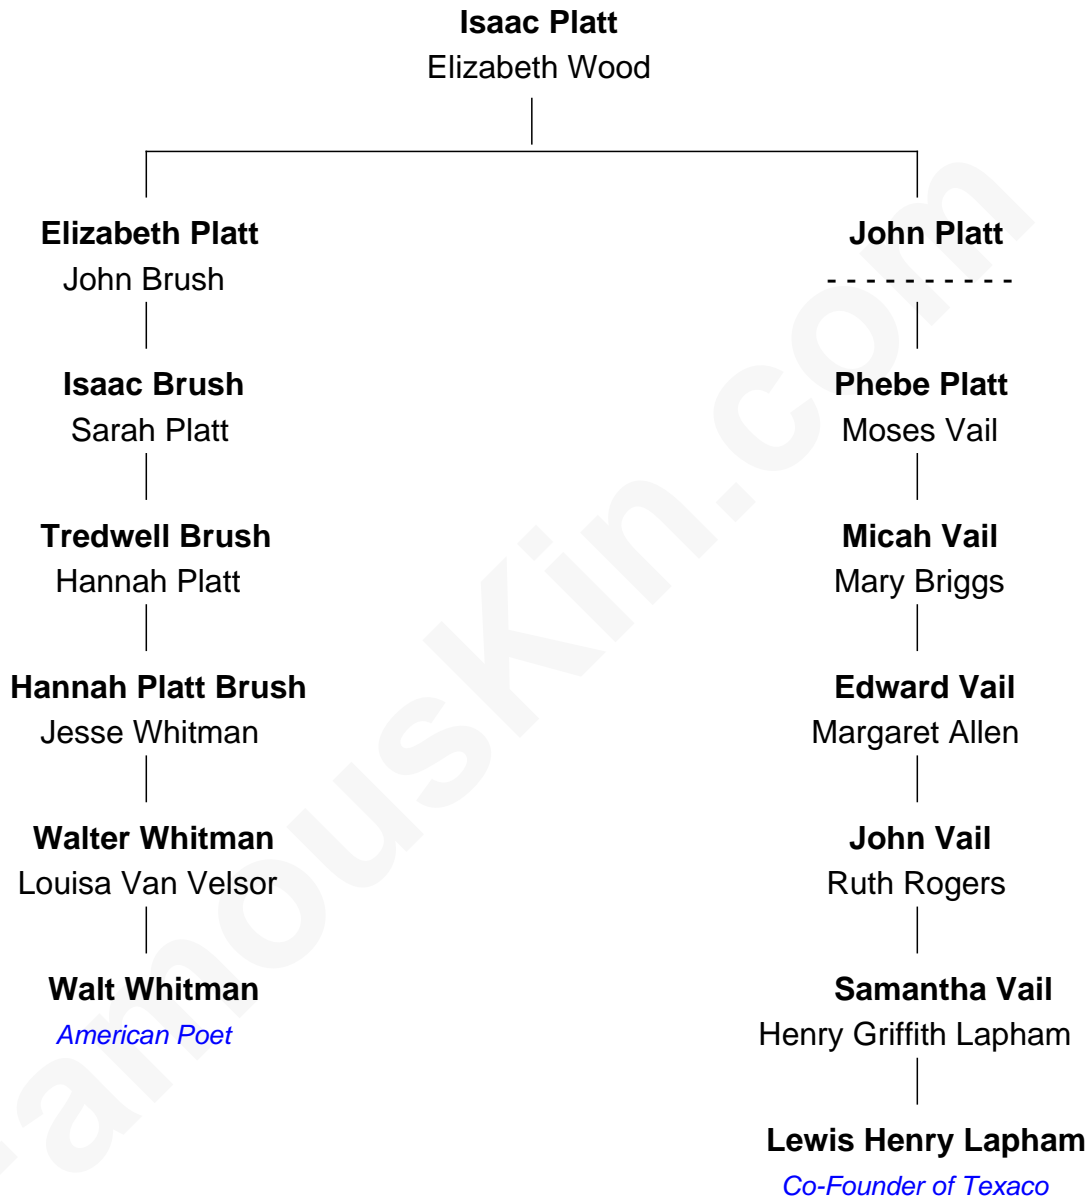 Isaac Platt
Elizabeth Wood
Elizabeth Platt
John Brush
John Platt
- - - - - - - - - -
Isaac Brush
Sarah Platt
Phebe Platt
Moses Vail
Tredwell Brush
Hannah Platt
Micah Vail
Mary Briggs
Hannah Platt Brush
Jesse Whitman
Edward Vail
Margaret Allen
Walter Whitman
Louisa Van Velsor
John Vail
Ruth Rogers
Walt Whitman
American Poet
Samantha Vail
Henry Griffith Lapham
Lewis Henry Lapham
Co-Founder of Texaco
FamousKin.com